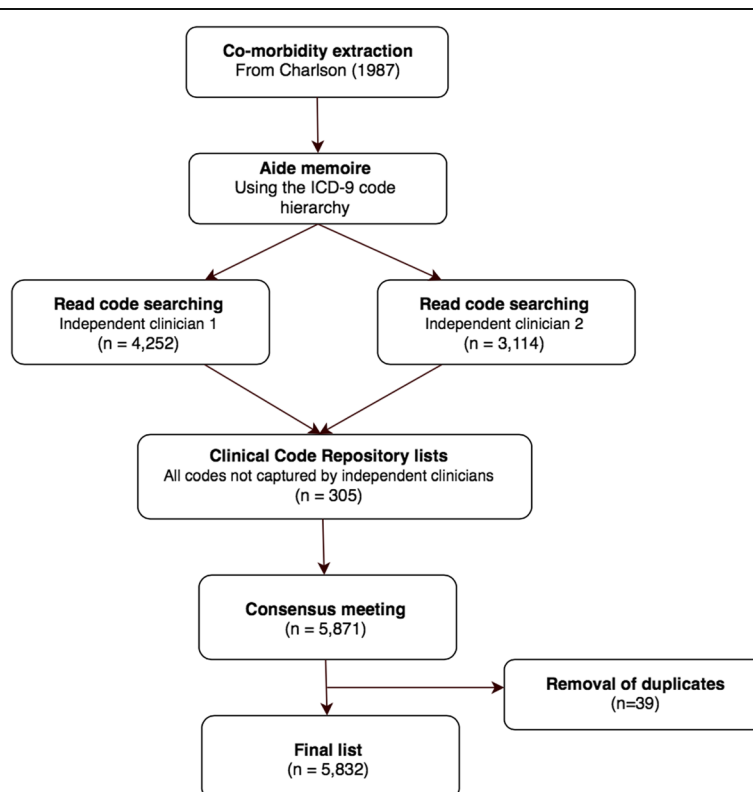 Co-morbidity extraction
From Charlson (1987)
Aide memoire
Using the ICD-9 code
hierarchy
Read code searching
Independent clinician 1
(n = 4,252)
Read code searching
Independent clinician 2
(n = 3,114)
Clinical Code Repository lists
All codes not captured by independent clinicians
(n = 305)
Consensus meeting
(n = 5,871)
Removal of duplicates
(n=39)
Final list
(n = 5,832)